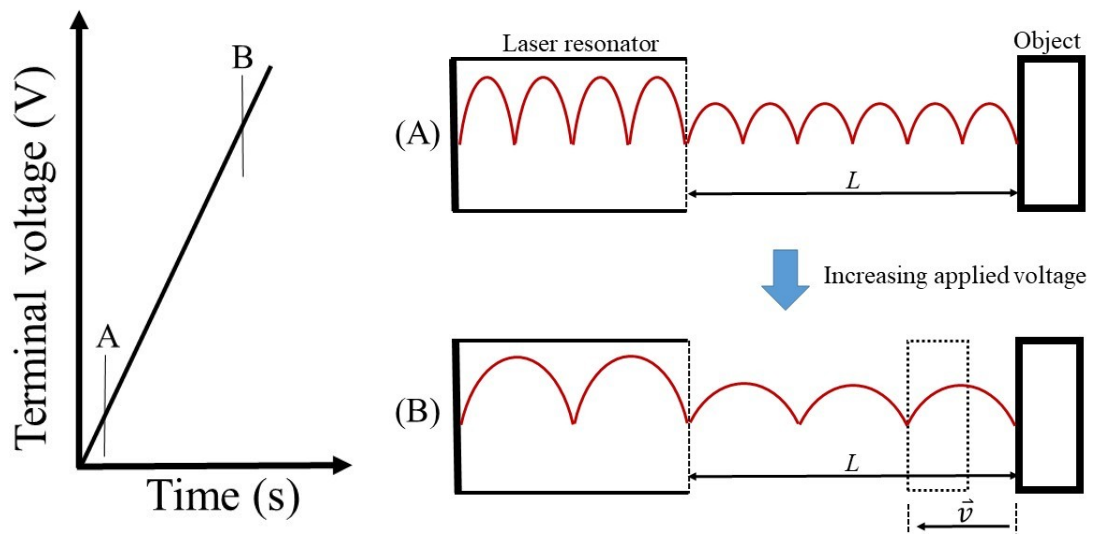 Terminal voltage (V)
B
A
Time (s)
Laser resonator
Object
(A)
L
Increasing applied voltage
(B)
L
v⃗